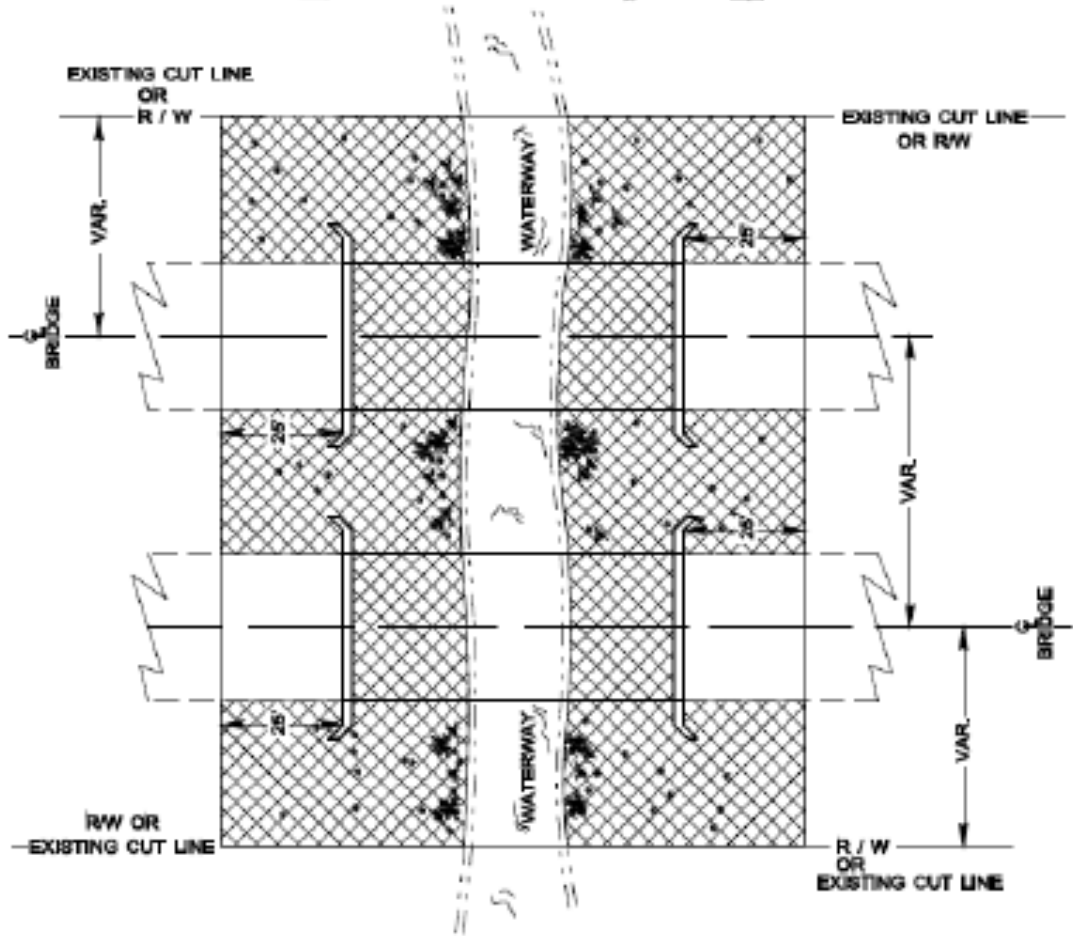 EXISTING CUT LINE
OR
R / W
EXISTING CUT LINE
OR R/W
WATERWAY
VAR.
25'
℄
BRIDGE
25'
VAR.
25'
℄
BRIDGE
25'
WATERWAY
VAR.
R/W OR
EXISTING CUT LINE
R / W
OR
EXISTING CUT LINE